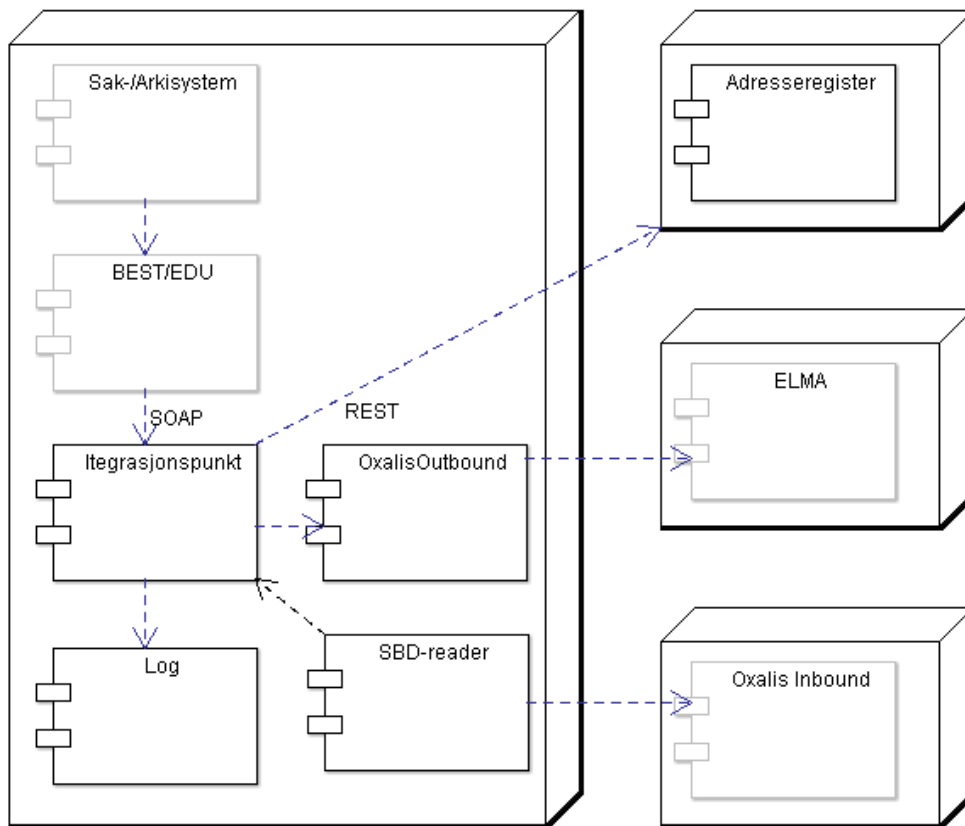 Sak-/Arkisystem
Adresseregister
BEST/EDU
ELMA
SOAP
REST
Itegrasjonspunkt
OxalisOutbound
Log
SBD-reader
Oxalis Inbound